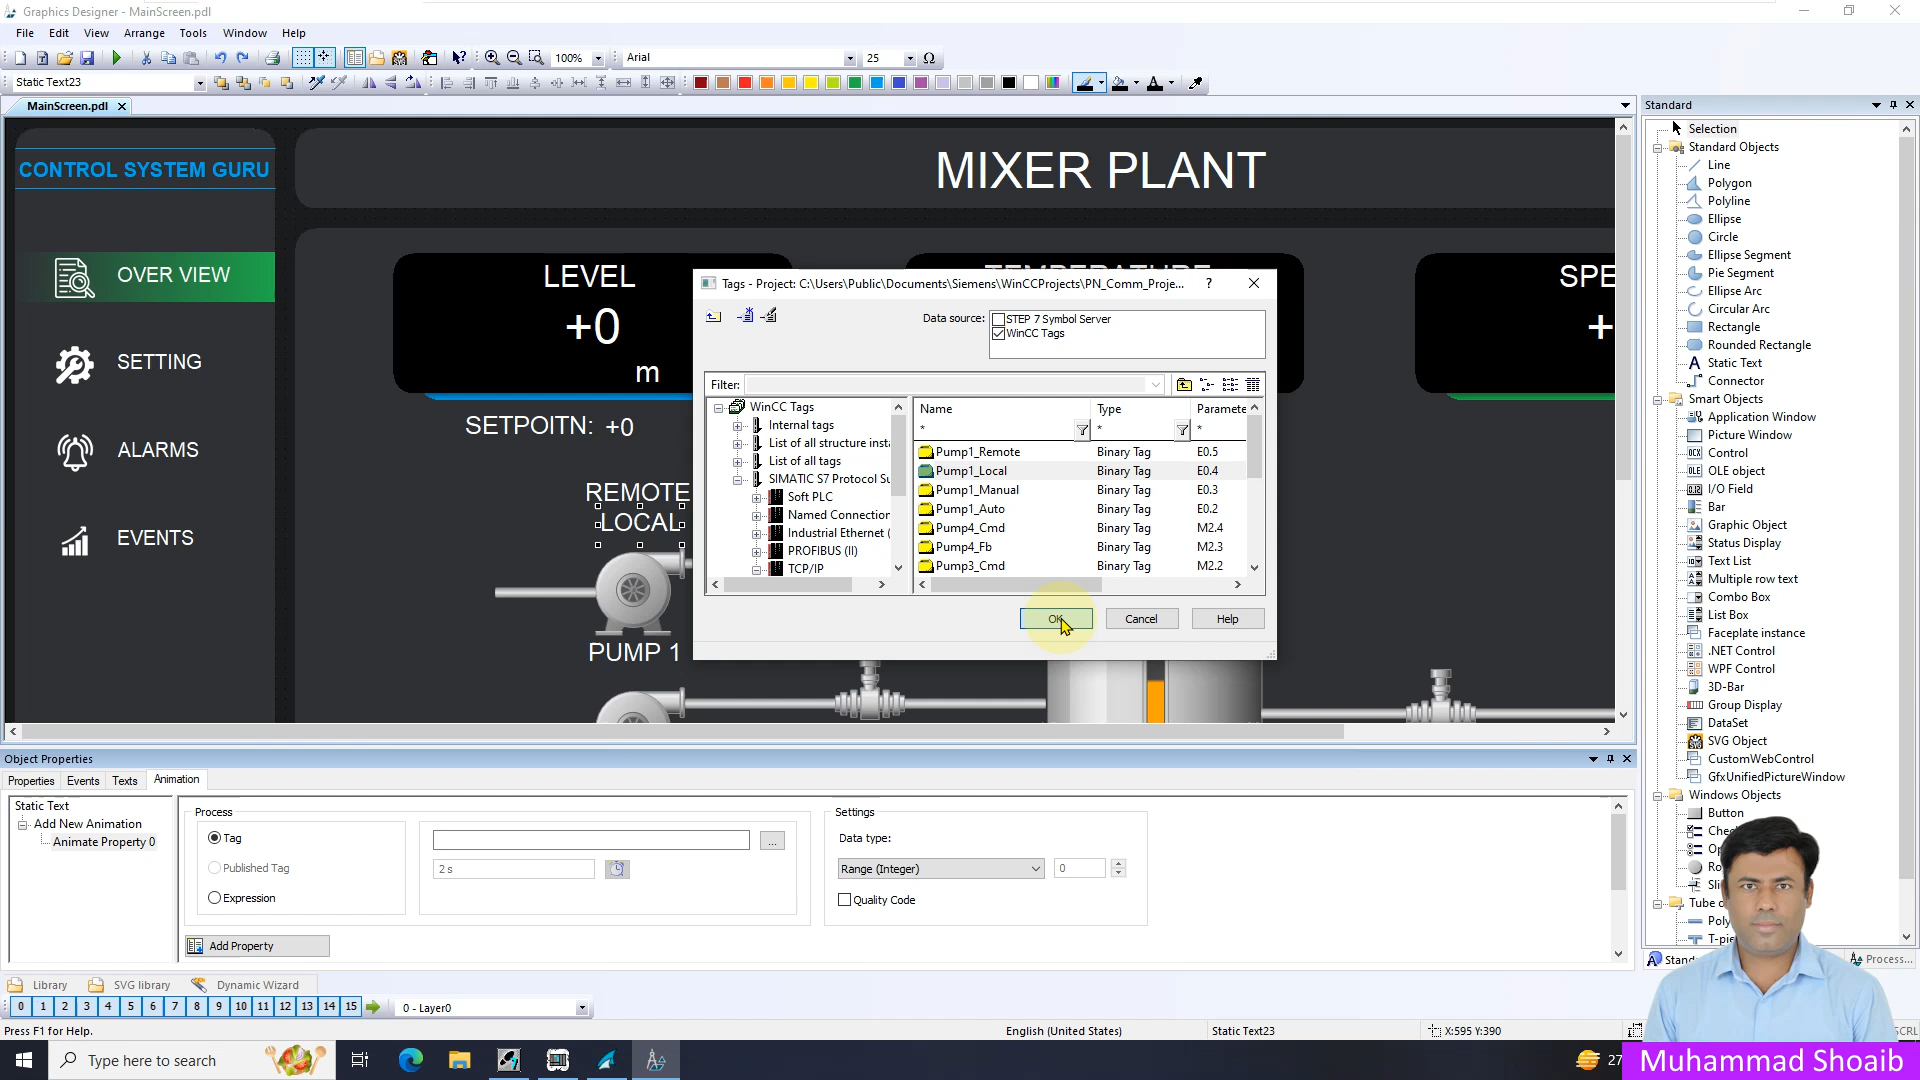 Graphics Designer - MainScreen.pdl
File Edit View Arrange Tools Window Help
100% Arial 25 Ω
Static Text23
MainScreen.pdl
CONTROL SYSTEM GURU
OVER VIEW
SETTING
ALARMS
EVENTS
MIXER PLANT
LEVEL
+0
m
SETPOITN: +0
REMOTE
LOCAL
PUMP 1
TEMPERATURE
SPE
+
Tags - Project: C:\Users\Public\Documents\Siemens\WinCCProjects\PN_Comm_Proje...
Data source:
STEP 7 Symbol Server
WinCC Tags
Filter:
WinCC Tags
Internal tags
List of all structure insta
List of all tags
SIMATIC S7 Protocol Su
Soft PLC
Named Connection
Industrial Ethernet (
PROFIBUS (II)
TCP/IP
Name Type Paramete
* * *
Pump1_Remote Binary Tag E0.5
Pump1_Local Binary Tag E0.4
Pump1_Manual Binary Tag E0.3
Pump1_Auto Binary Tag E0.2
Pump4_Cmd Binary Tag M2.4
Pump4_Fb Binary Tag M2.3
Pump3_Cmd Binary Tag M2.2
OK Cancel Help
Standard
Selection
Standard Objects
Line
Polygon
Polyline
Ellipse
Circle
Ellipse Segment
Pie Segment
Ellipse Arc
Circular Arc
Rectangle
Rounded Rectangle
Static Text
Connector
Smart Objects
Application Window
Picture Window
Control
OLE object
I/O Field
Bar
Graphic Object
Status Display
Text List
Multiple row text
Combo Box
List Box
Faceplate instance
.NET Control
WPF Control
3D-Bar
Group Display
DataSet
SVG Object
CustomWebControl
GfxUnifiedPictureWindow
Windows Objects
Button
Che
Op
Ro
Sli
Tube o
Poly
T-pie
Stand Process...
Object Properties
Properties Events Texts Animation
Static Text
Add New Animation
Animate Property 0
Process
Tag
Published Tag
Expression
...
2 s
Add Property
Settings
Data type:
Range (Integer) 0
Quality Code
Library SVG library Dynamic Wizard
0 1 2 3 4 5 6 7 8 9 10 11 12 13 14 15 0 - Layer0
Press F1 for Help. English (United States) Static Text23 X:595 Y:390 SCRL
Type here to search 27
Muhammad Shoaib